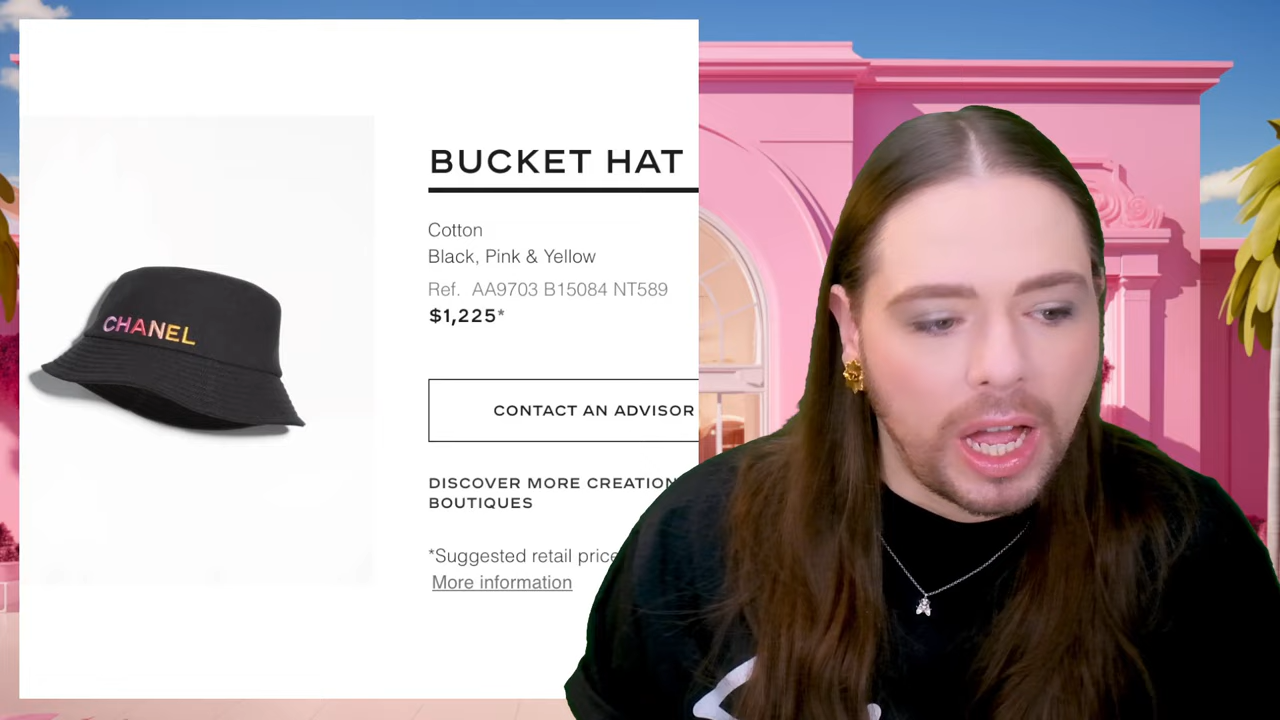 CHANEL
BUCKET HAT
Cotton
Black, Pink & Yellow
Ref. AA9703 B15084 NT589
$1,225*
CONTACT AN ADVISOR
DISCOVER MORE CREATION
BOUTIQUES
*Suggested retail price
More information